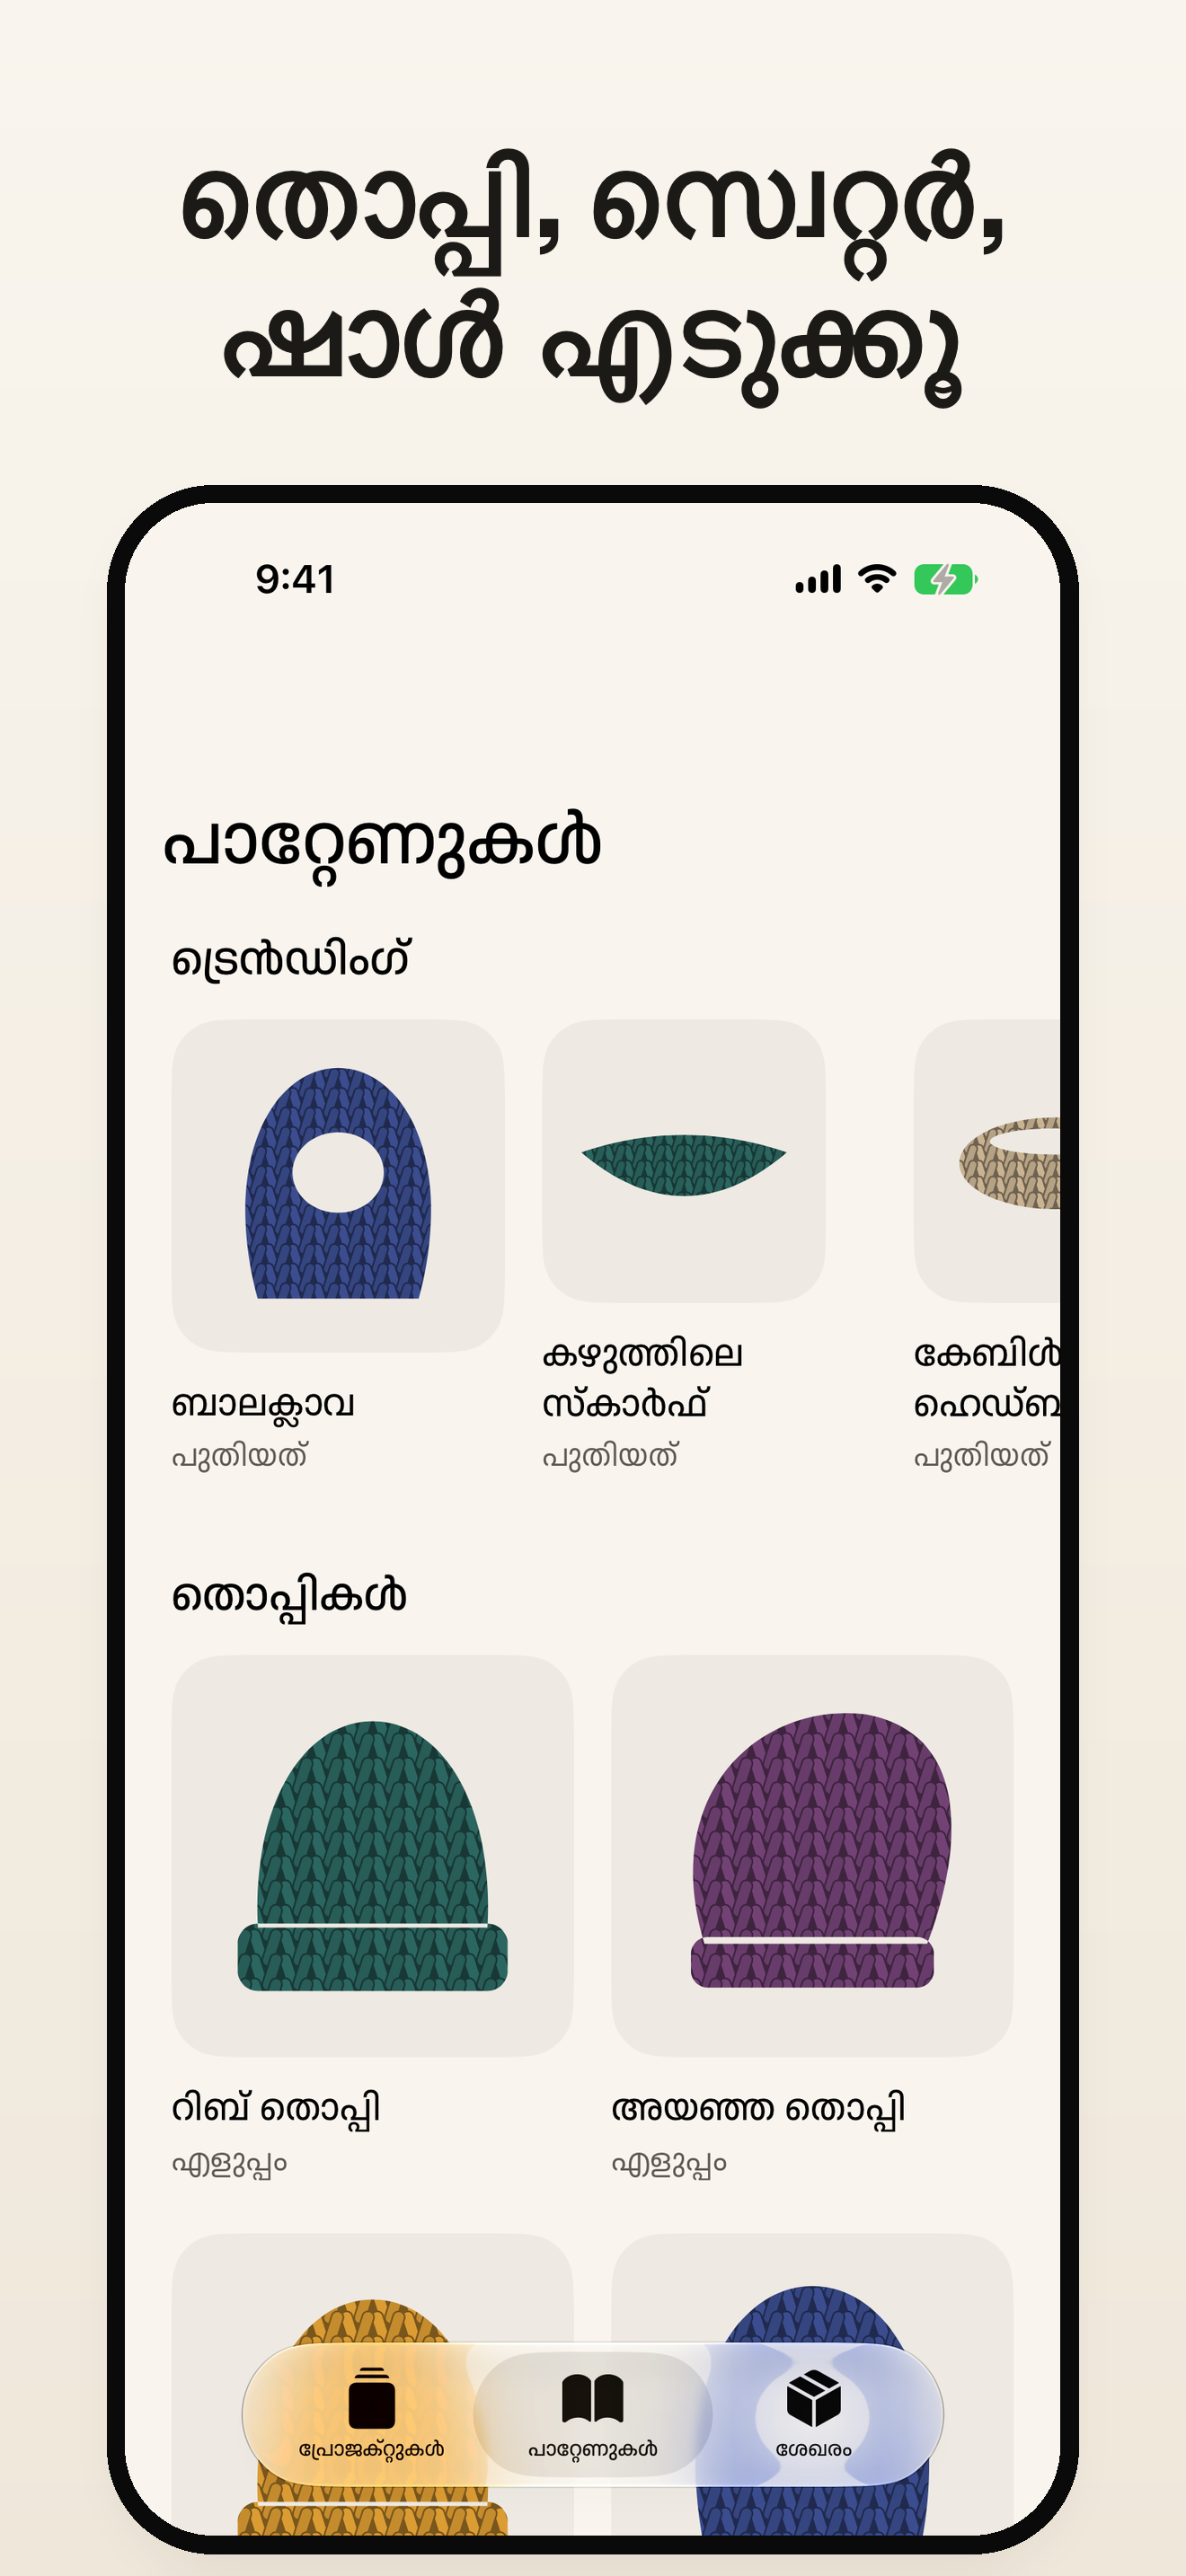 തൊപ്പി, സ്വെറ്റർ,
ഷാൾ എടുക്കൂ
9:41
പാറ്റേണുകൾ
ട്രെൻഡിംഗ്
ബാലക്ലാവ
പുതിയത്
കഴുത്തിലെ
സ്കാർഫ്
പുതിയത്
കേബിൾ
പുതിയത്
തൊപ്പികൾ
റിബ് തൊപ്പി
എളുപ്പം
അയഞ്ഞ തൊപ്പി
എളുപ്പം
പ്രോജക്റ്റുകൾ
പാറ്റേണുകൾ
ശേഖരം